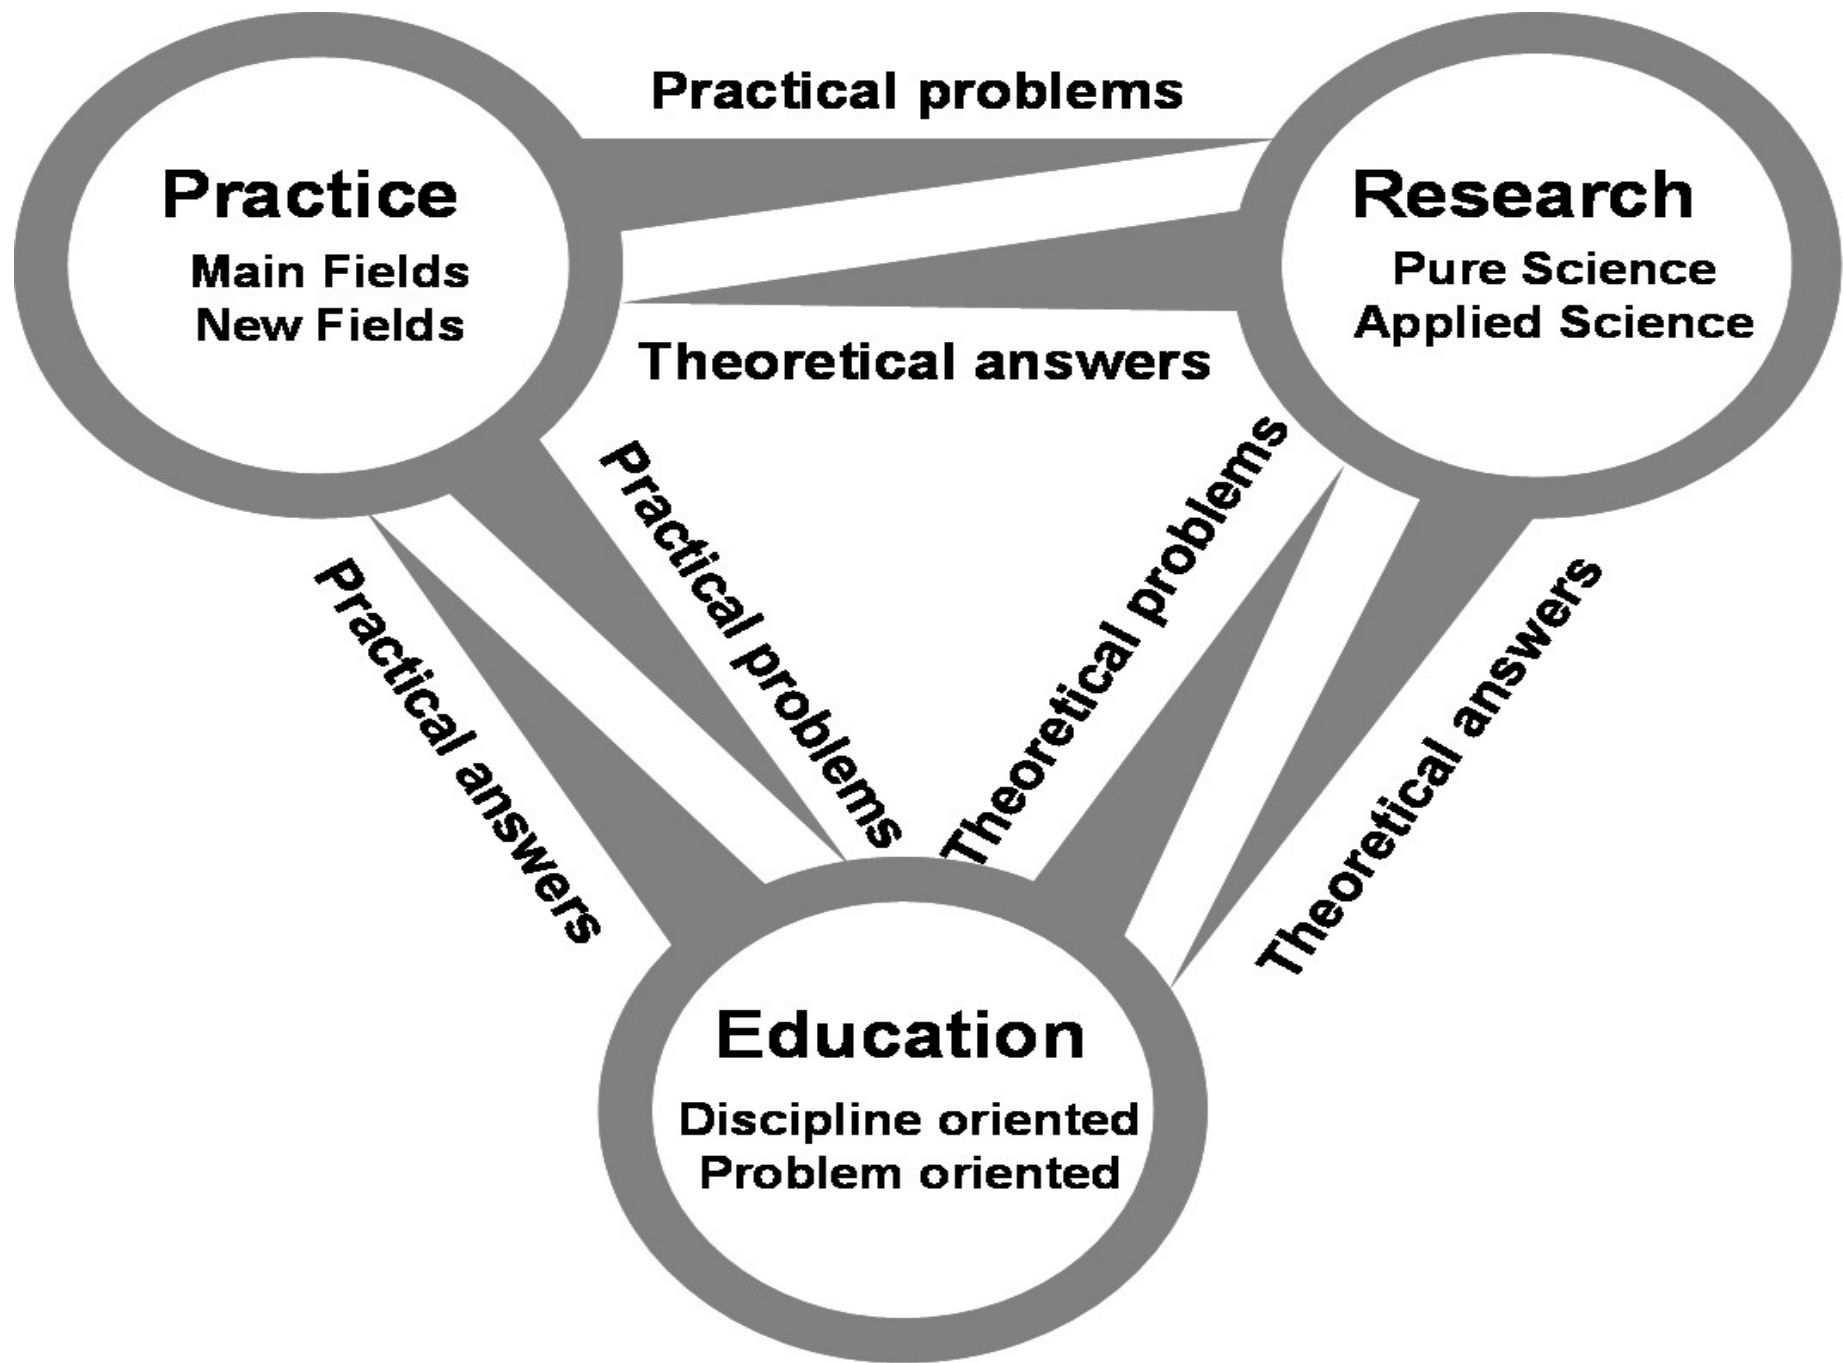 Practical problems
Practice
Main Fields
New Fields
Research
Pure Science
Applied Science
Theoretical answers
Practical problems
Theoretical problems
Practical answers
Theoretical answers
Education
Discipline oriented
Problem oriented